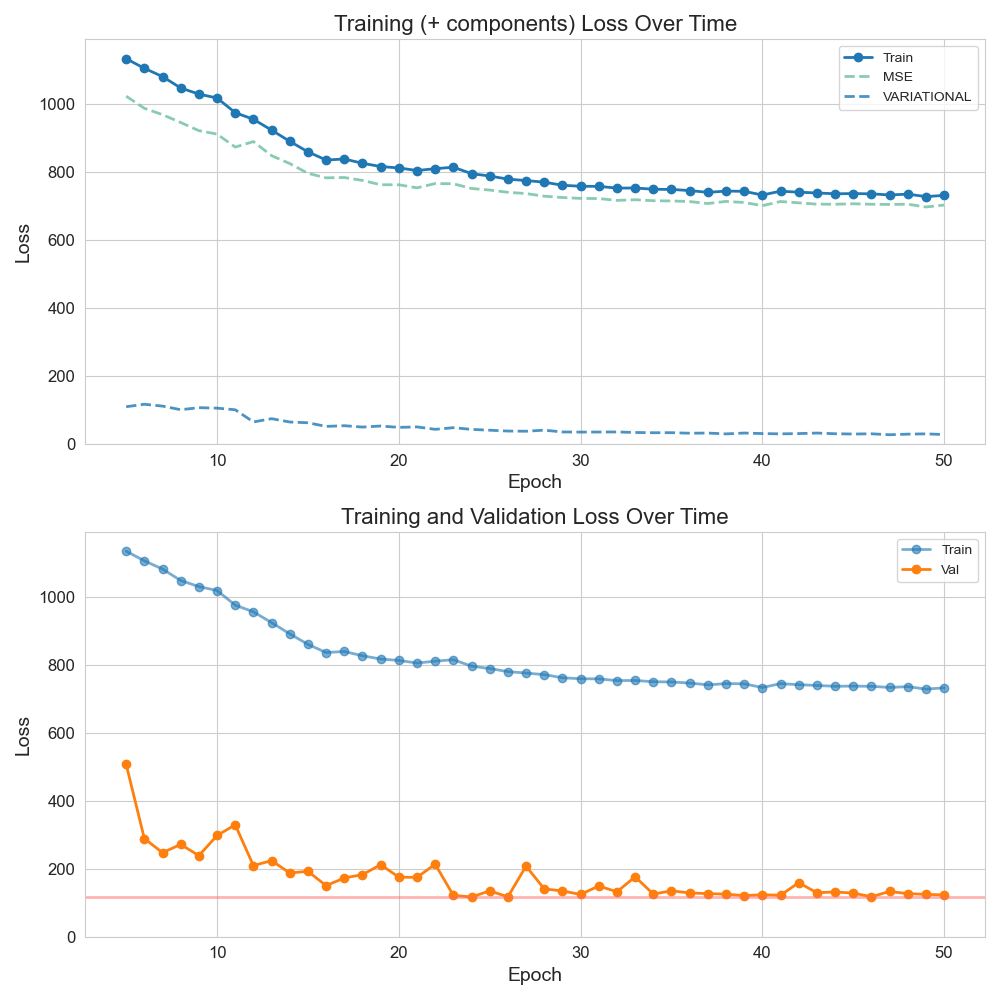 Training (+ components) Loss Over Time
Train
MSE
VARIATIONAL
1000
800
600
400
200
0
Loss
10 20 30 40 50
Epoch
Training and Validation Loss Over Time
Train
Val
1000
800
600
400
200
0
Loss
10 20 30 40 50
Epoch